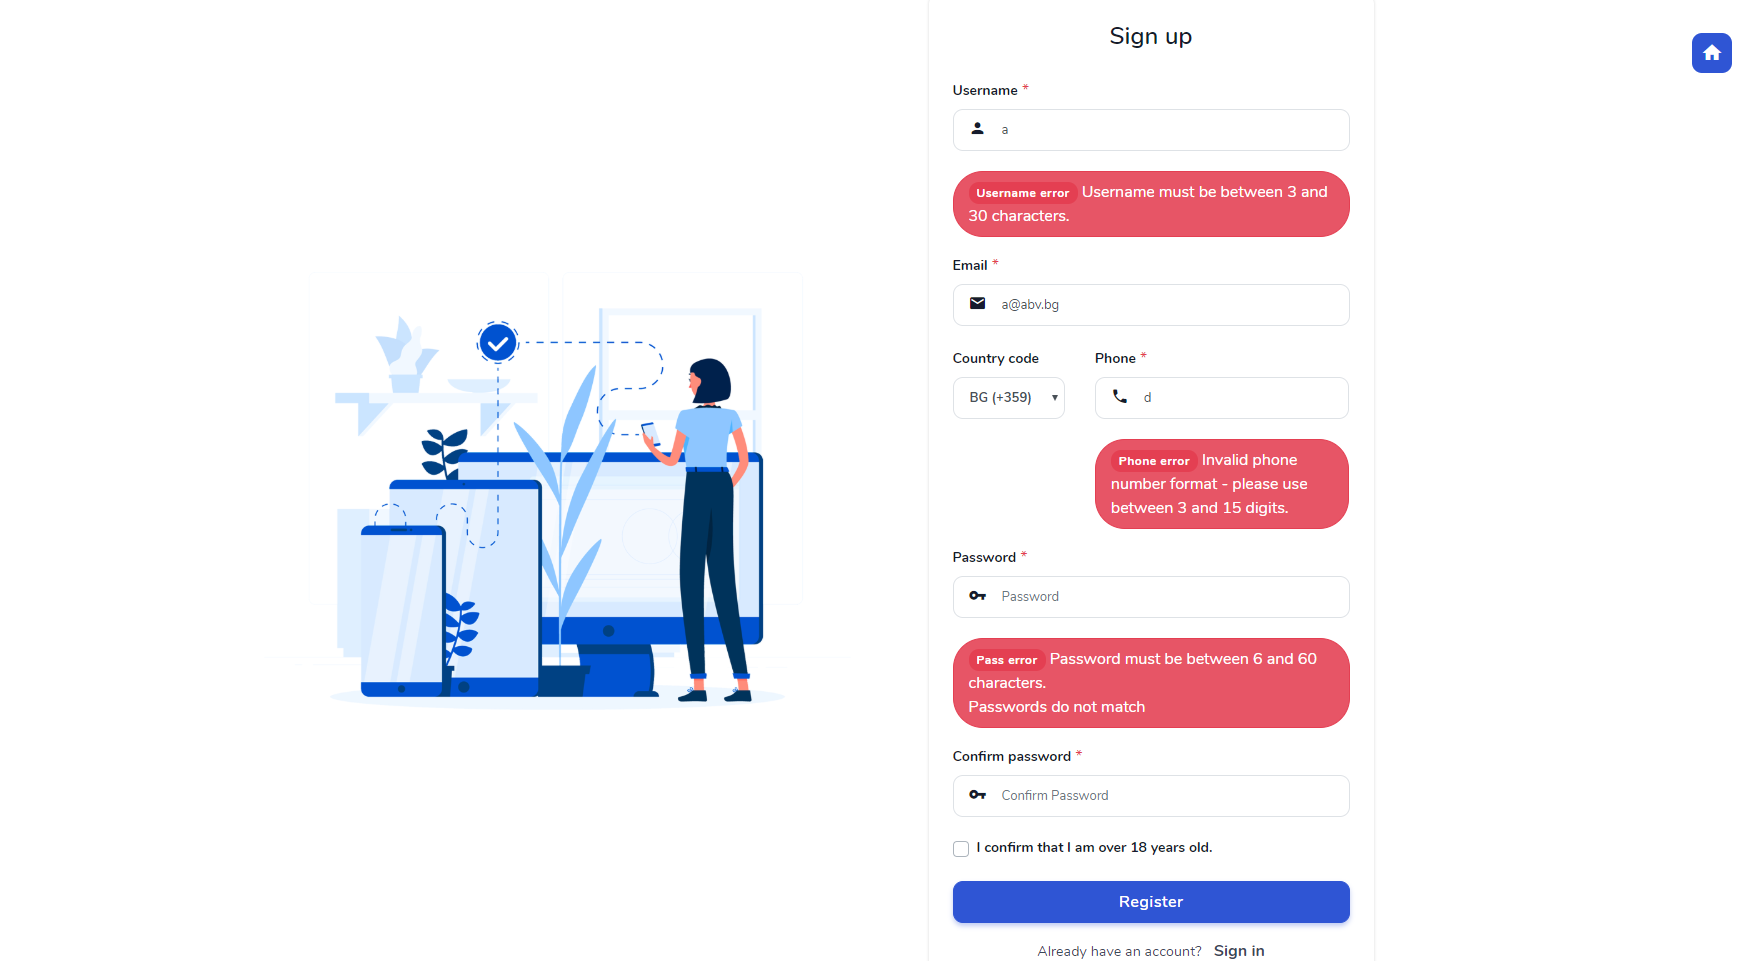 Sign up
Username *
a
Username error Username must be between 3 and
30 characters.
Email *
a@abv.bg
Country code Phone *
BG (+359) d
Phone error Invalid phone
number format - please use
between 3 and 15 digits.
Password *
Password
Pass error Password must be between 6 and 60
characters.
Passwords do not match
Confirm password *
Confirm Password
I confirm that I am over 18 years old.
Register
Already have an account? Sign in